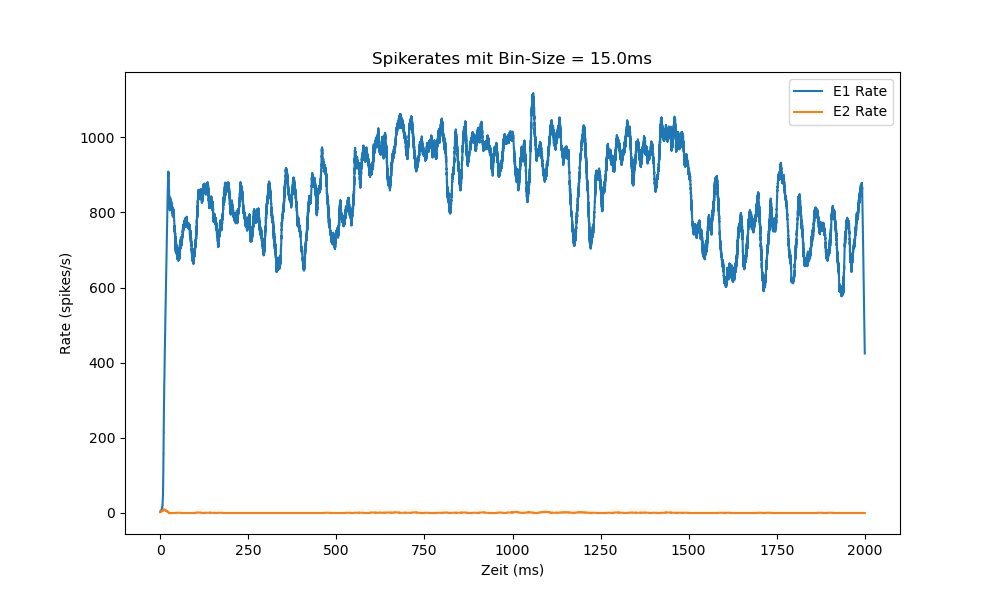 Spikerates mit Bin-Size = 15.0ms
E1 Rate
E2 Rate
1000
800
600
400
200
0
Rate (spikes/s)
0 250 500 750 1000 1250 1500 1750 2000
Zeit (ms)